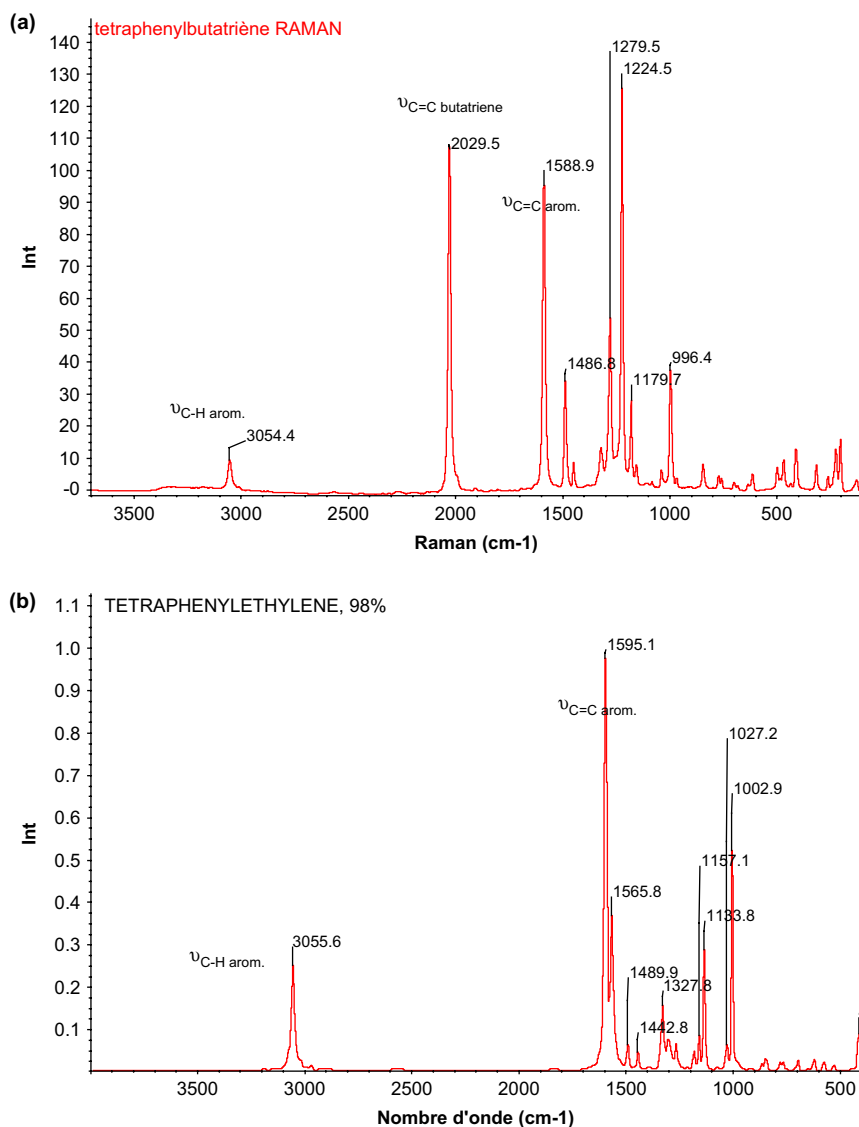 (a)
tetraphenylbutatriène RAMAN
140
130
120
110
100
90
80
70
60
50
40
30
20
10
-0
Int
1279.5
1224.5
υC=C butatriene
2029.5
1588.9
υC=C arom.
1486.8
1179.7
996.4
υC-H arom.
3054.4
3500 3000 2500 2000 1500 1000 500
Raman (cm-1)
(b)
TETRAPHENYLETHYLENE, 98%
1.1
1.0
0.9
0.8
0.7
0.6
0.5
0.4
0.3
0.2
0.1
Int
1595.1
υC=C arom.
1027.2
1002.9
1157.1
1565.8
1133.8
3055.6
υC-H arom.
1489.9
1327.8
1442.8
3500 3000 2500 2000 1500 1000 500
Nombre d'onde (cm-1)